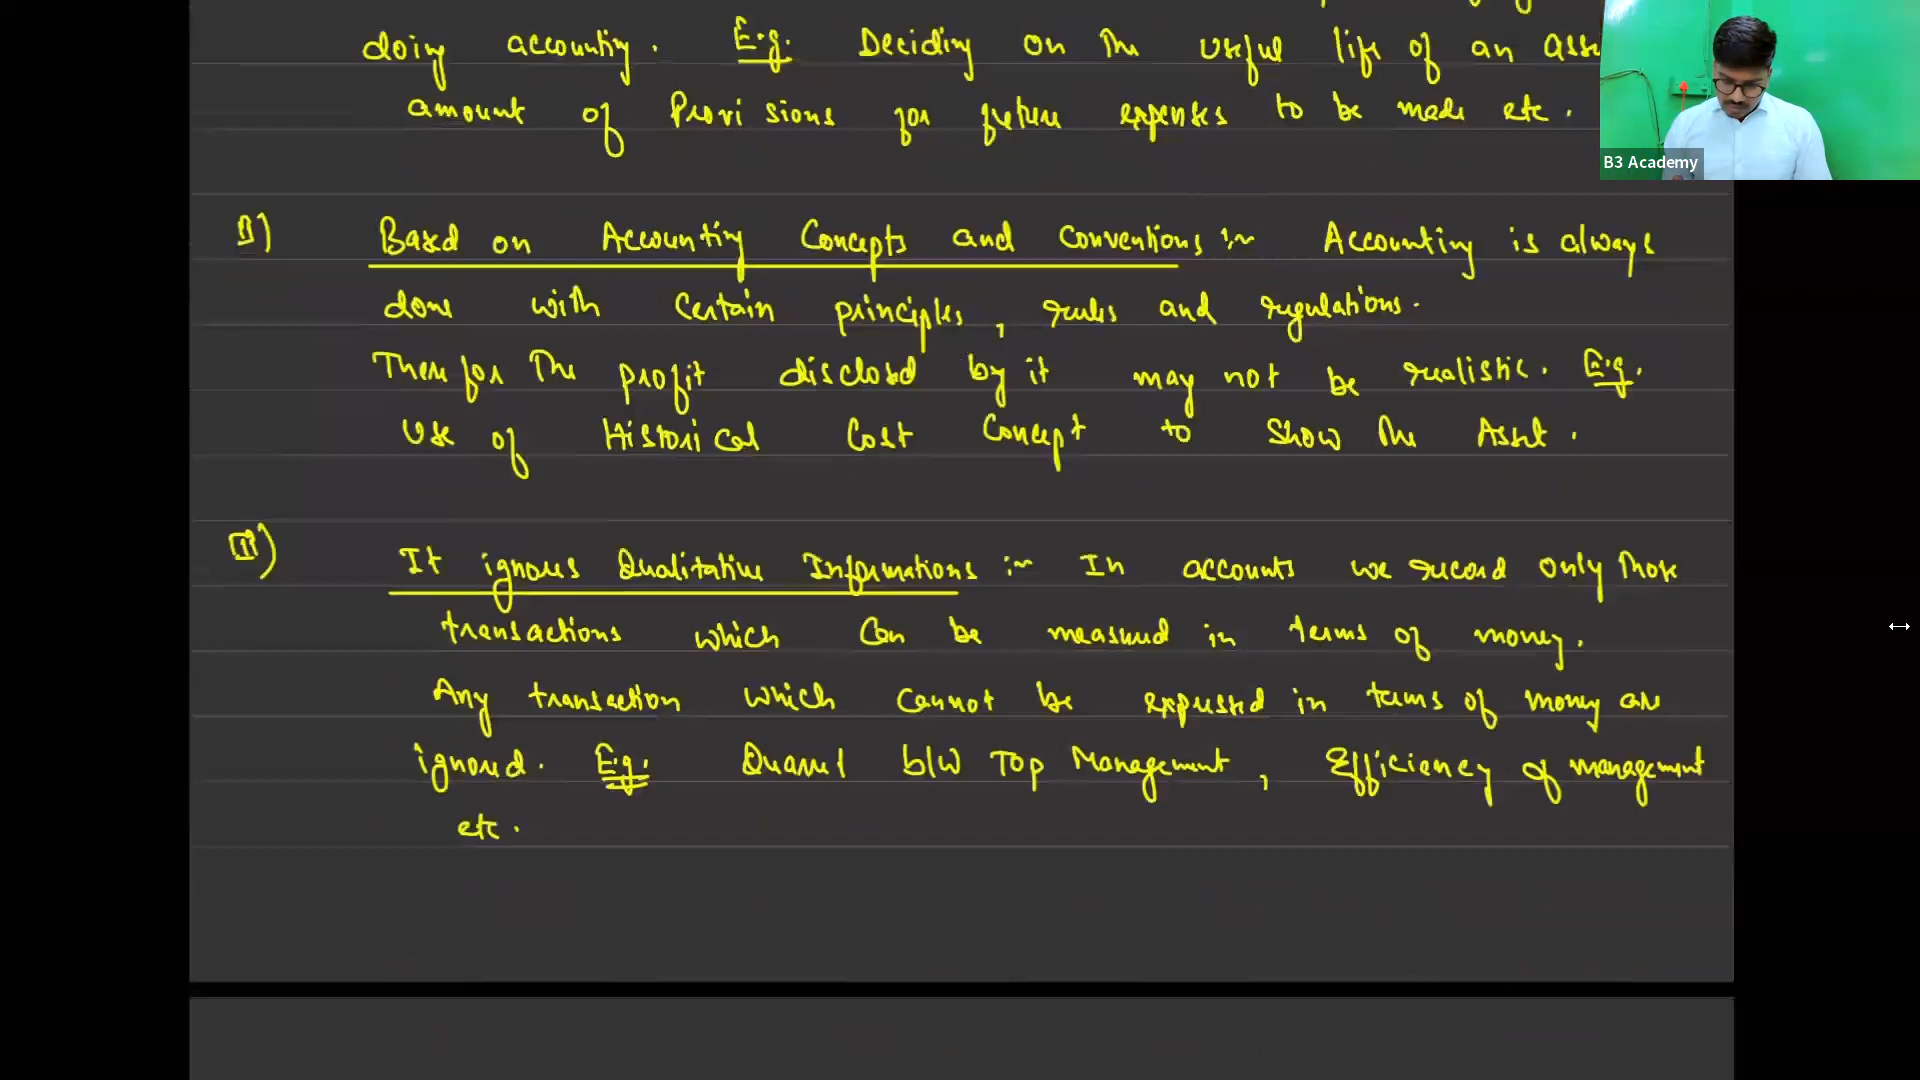 doing accounting. E.g. Deciding on the useful life of an Asse
amount of Provisions for future expenses to be made etc.
B3 Academy
II) Based on Accounting Concepts and Conventions :~ Accounting is always
done with certain principles, rules and regulations.
Therefor the profit disclosed by it may not be realistic. E.g.
Use of Historical Cost Concept to show the Asset.
III) It ignores Qualitative Informations :~ In accounts we record only those
transactions which can be measured in terms of money.
Any transaction which cannot be expressed in terms of money are
ignored. E.g. Quarrel b/w Top Management, Efficiency of management
etc.